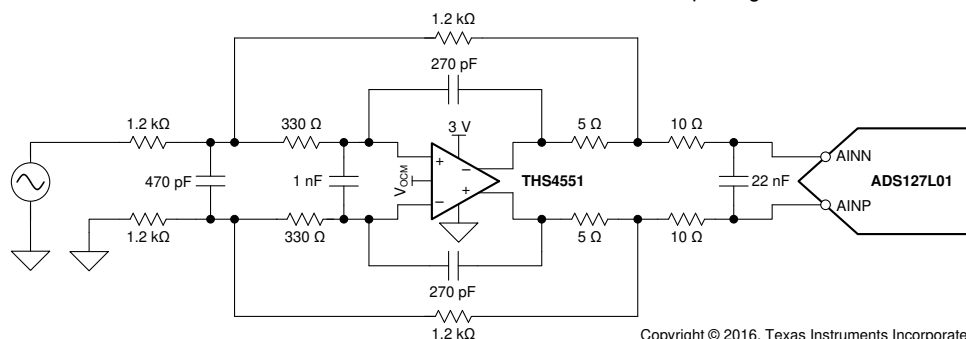 1.2 kΩ
270 pF
1.2 kΩ
330 Ω
3 V
5 Ω
10 Ω
470 pF
1 nF
VOCM
+
−
−
+
THS4551
22 nF
AINN
ADS127L01
AINP
1.2 kΩ
330 Ω
5 Ω
10 Ω
270 pF
1.2 kΩ
Copyright © 2016, Texas Instruments Incorporate